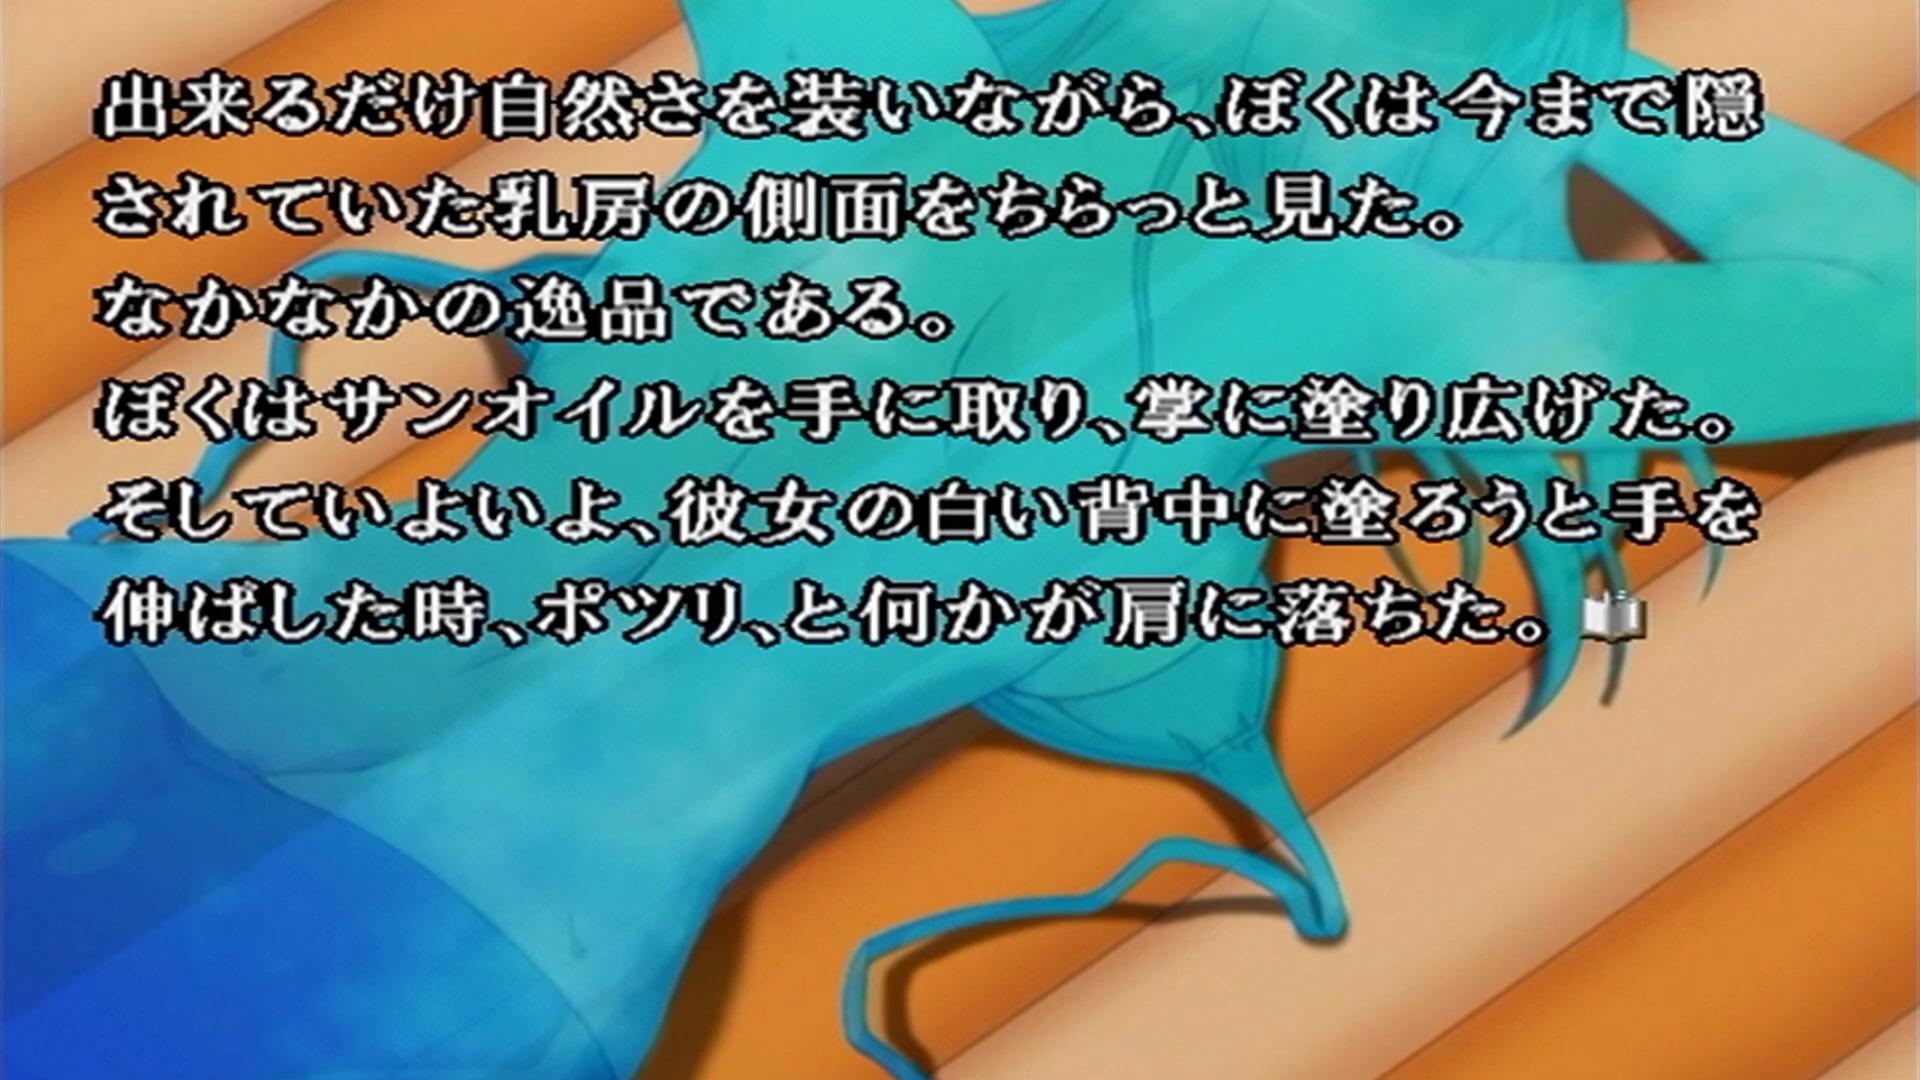 出来るだけ自然さを装いながら、ぼくは今まで隠
されていた乳房の側面をちらっと見た。
なかなかの逸品である。
ぼくはサンオイルを手に取り、掌に塗り広げた。
そしていよいよ、彼女の白い背中に塗ろうと手を
伸ばした時、ポツリ、と何かが肩に落ちた。